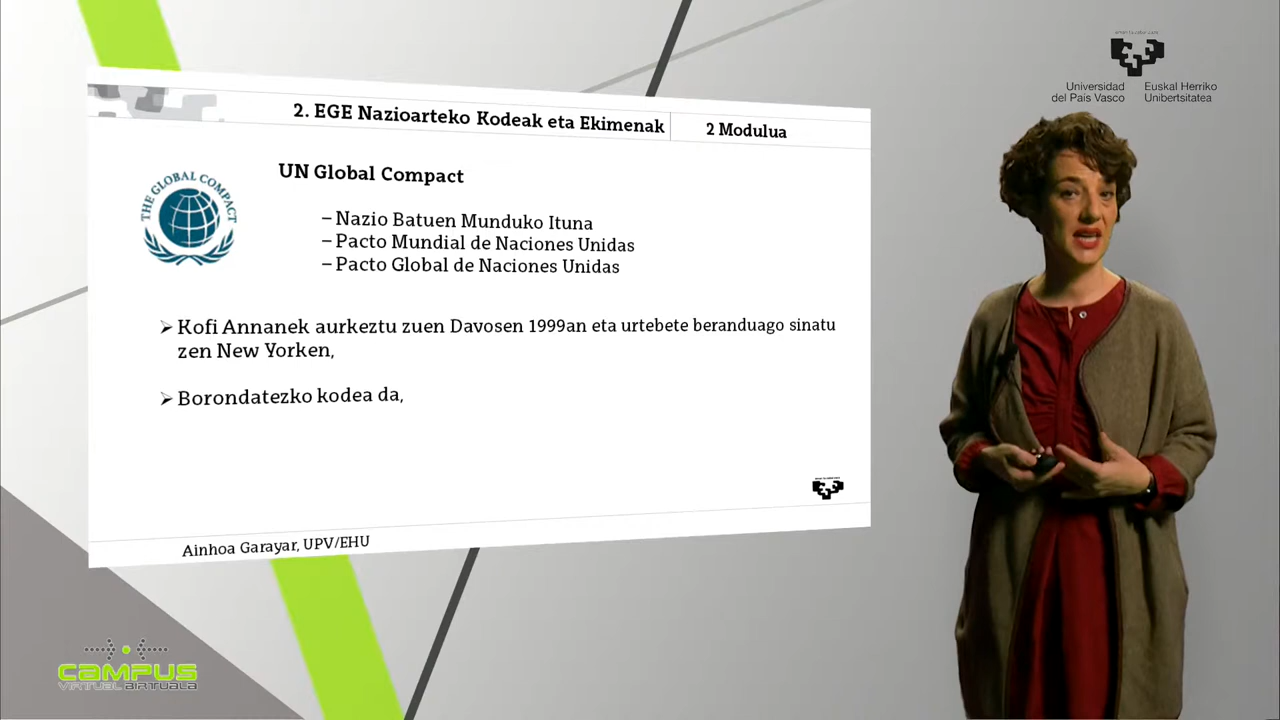 Universidad
del País Vasco
Euskal Herriko
Unibertsitatea
2. EGE Nazioarteko Kodeak eta Ekimenak
2 Modulua
THE GLOBAL COMPACT
UN Global Compact
– Nazio Batuen Munduko Ituna
– Pacto Mundial de Naciones Unidas
– Pacto Global de Naciones Unidas
➢ Kofi Annanek aurkeztu zuen Davosen 1999an eta urtebete beranduago sinatu
zen New Yorken,
➢ Borondatezko kodea da,
Ainhoa Garayar, UPV/EHU
CAMPUS
VIRTUAL BIRTUALA